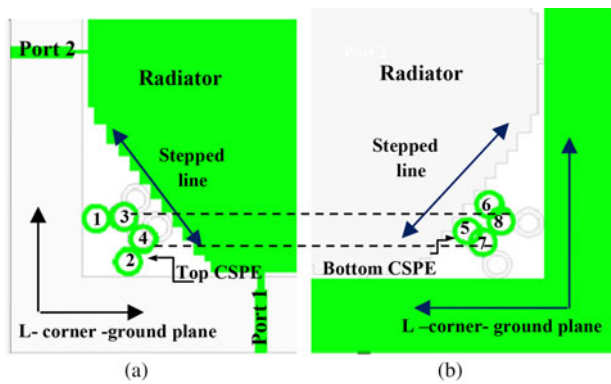 Port 2
Radiator
Stepped
line
1
3
4
2
Top CSPE
Port 1
L- corner -ground plane
(a)
Port 2
Radiator
Stepped
line
6
5
8
7
Bottom CSPE
L –corner- ground plane
(b)